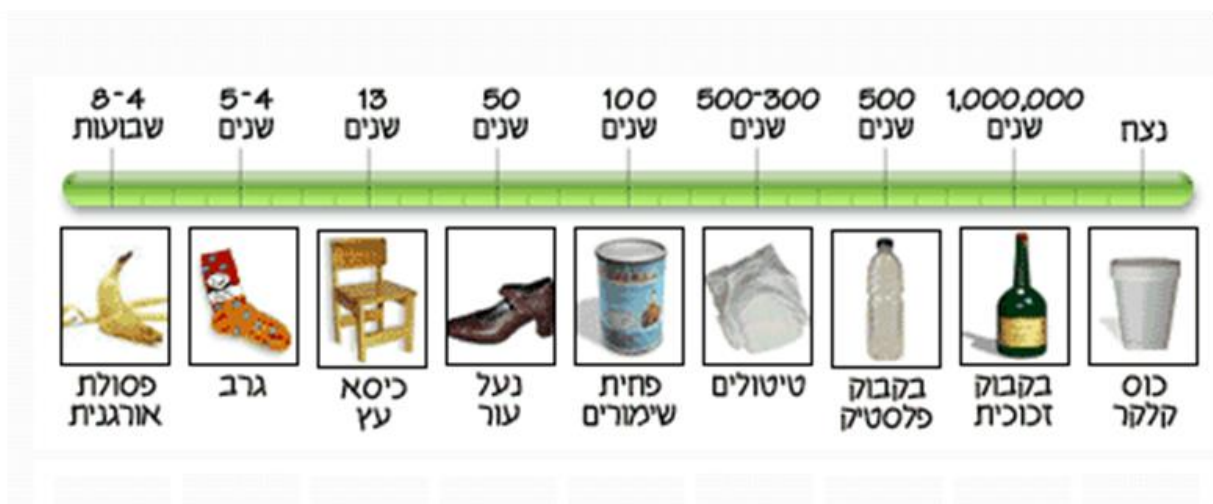 8-4
שבועות
5-4
שנים
13
שנים
50
שנים
100
שנים
500-300
שנים
500
שנים
1,000,000
שנים
נצח
פסולת
אורגנית
גרב
כיסא
עץ
נעל
עור
פחית
שימורים
טיטולים
בקבוק
פלסטיק
בקבוק
זכוכית
כוס
קלקר